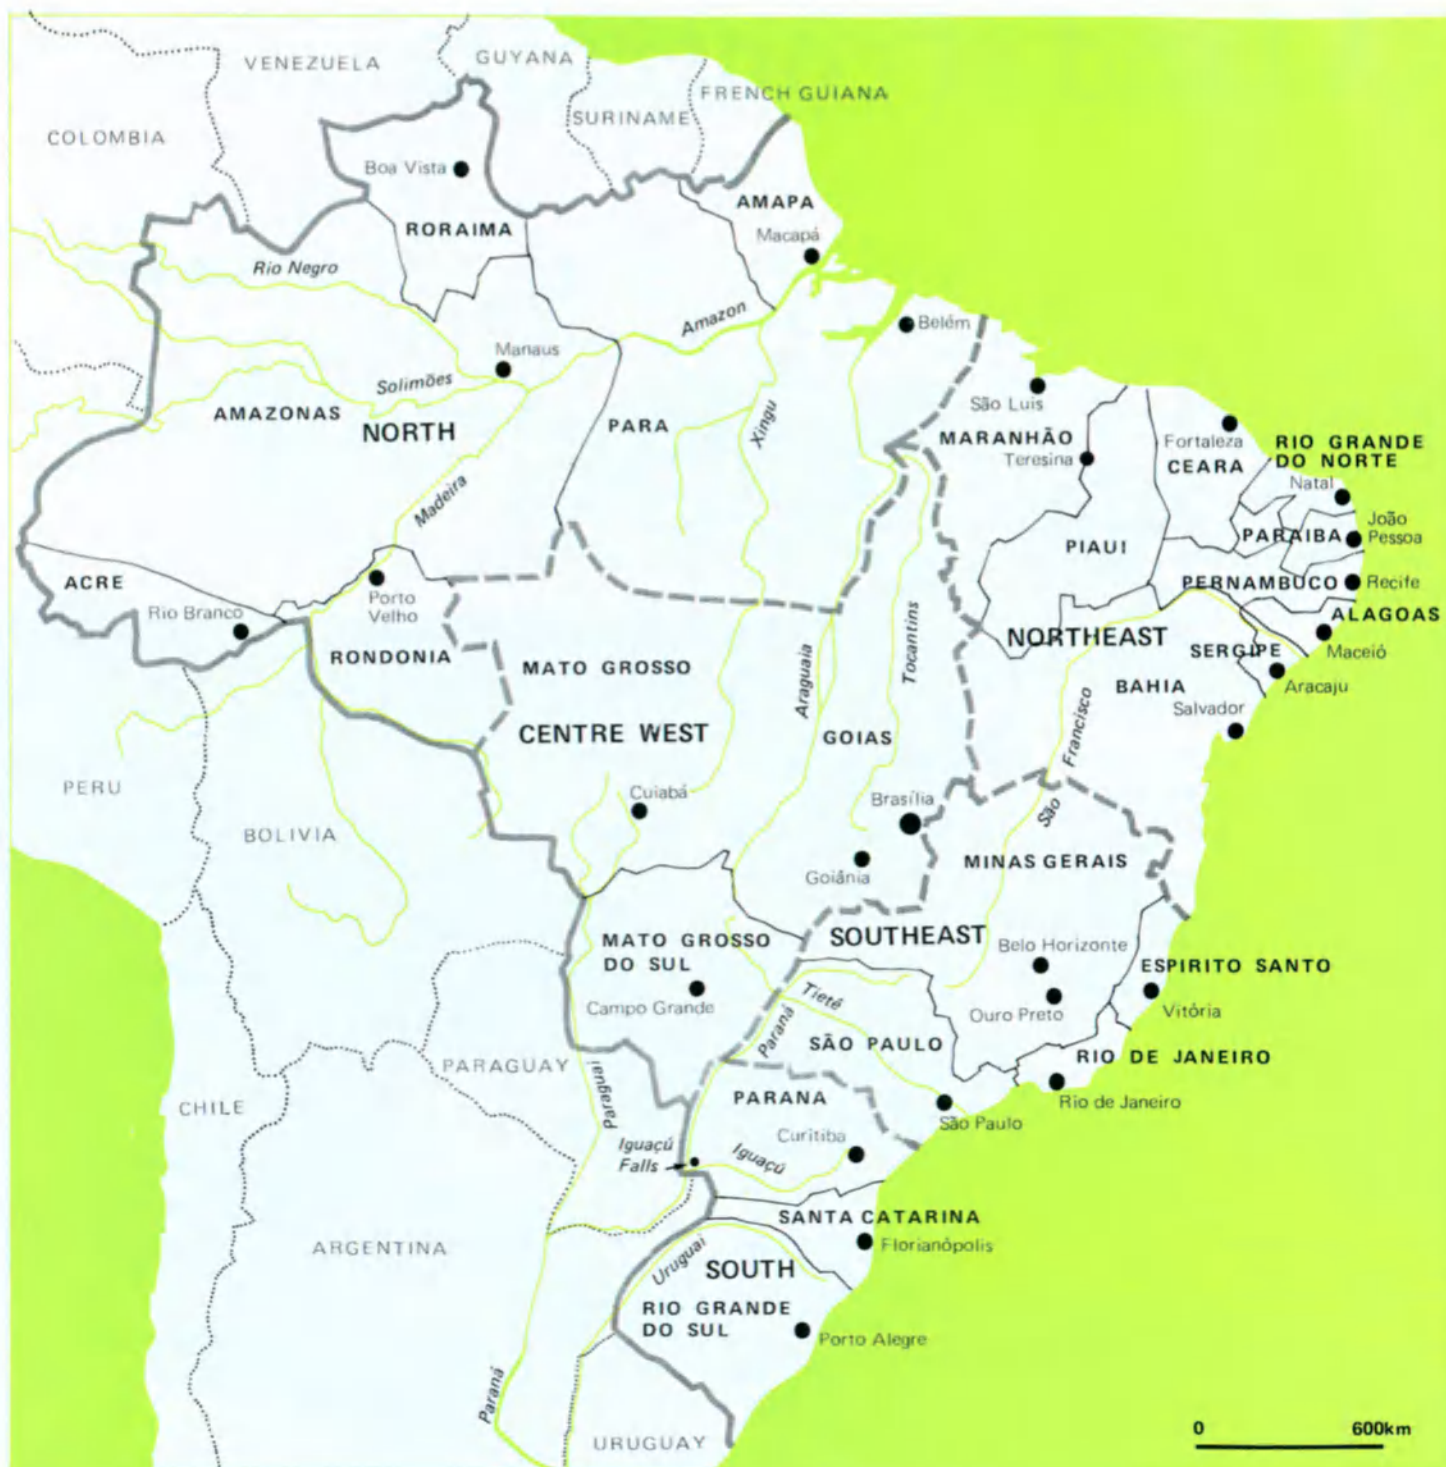 VENEZUELA
GUYANA
FRENCH GUIANA
SURINAME
COLOMBIA
Boa Vista
AMAPA
RORAIMA
Macapá
Rio Negro
Amazon
Belém
Manaus
Solimões
AMAZONAS
NORTH
PARA
Xingu
São Luis
MARANHÃO
Teresina
Fortaleza
CEARA
RIO GRANDE
DO NORTE
Natal
João
Pessoa
PARAIBA
Madeira
PIAUI
ACRE
Rio Branco
Porto
Velho
PERNAMBUCO
Recife
ALAGOAS
NORTHEAST
RONDONIA
MATO GROSSO
Araguaia
Tocantins
SERGIPE
Maceió
BAHIA
Aracaju
Salvador
CENTRE WEST
GOIAS
São Francisco
PERU
Cuiabá
Brasília
BOLIVIA
MINAS GERAIS
Goiânia
MATO GROSSO
DO SUL
SOUTHEAST
Belo Horizonte
ESPIRITO SANTO
Campo Grande
Tietê
Ouro Preto
Vitória
Paraná
SÃO PAULO
RIO DE JANEIRO
PARAGUAY
Paraguai
CHILE
PARANA
São Paulo
Rio de Janeiro
Iguaçú
Falls
Iguaçú
Curitiba
SANTA CATARINA
Florianópolis
ARGENTINA
Uruguai
SOUTH
RIO GRANDE
DO SUL
Porto Alegre
Paraná
URUGUAY
0 600km